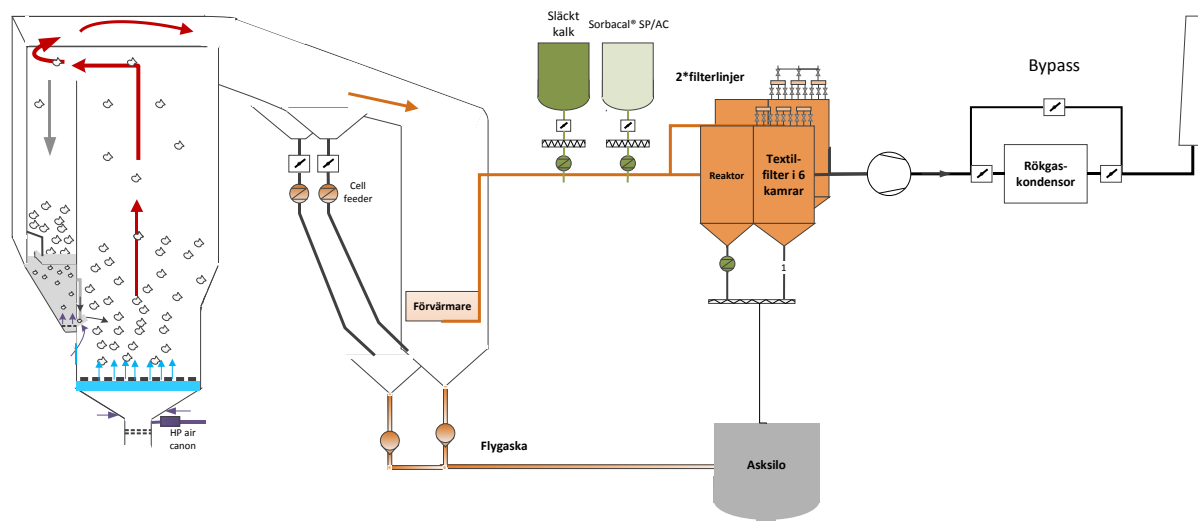 Släckt
kalk
Sorbacal® SP/AC
2*filterlinjer
Bypass
Reaktor
Textil-
filter i 6
kamrar
Rökgas-
kondensor
Cell
feeder
1
Förvärmare
HP air
canon
Flygaska
Asksilo